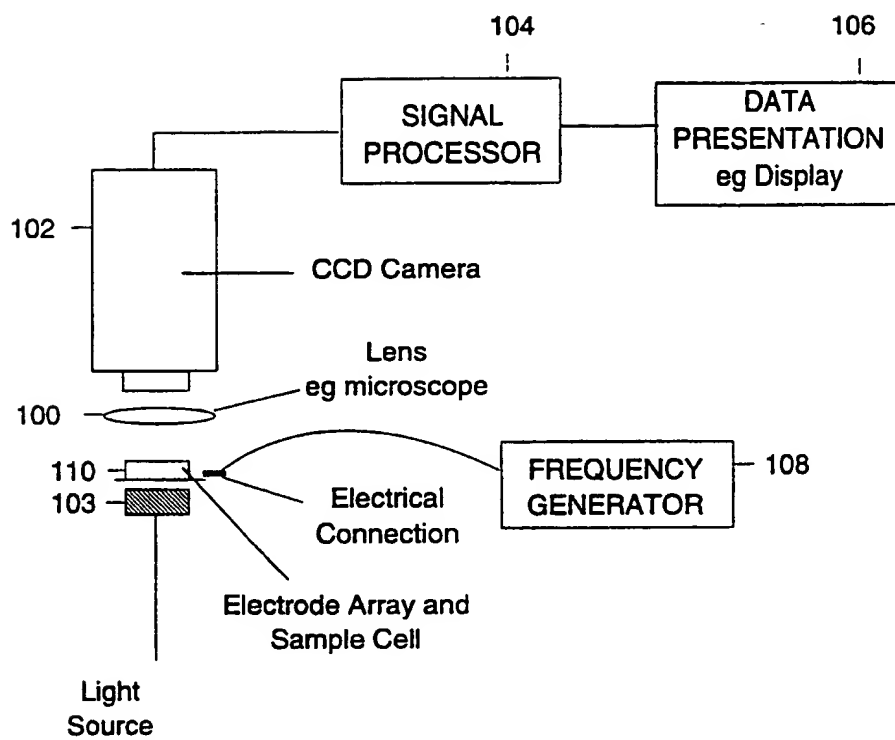 104
106
SIGNAL
PROCESSOR
DATA
PRESENTATION
eg Display
102
CCD Camera
Lens
eg microscope
100
110
103
FREQUENCY
GENERATOR
108
Electrical
Connection
Electrode Array and
Sample Cell
Light
Source